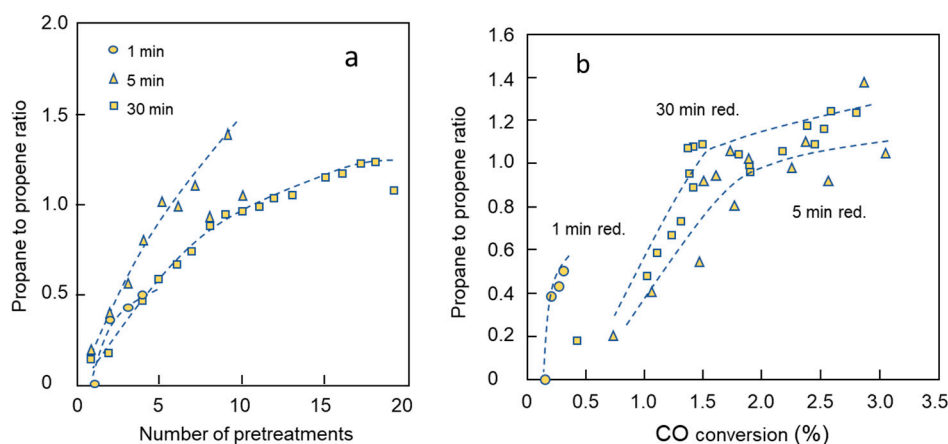 2.0
1.5
1.0
0.5
0
0
5
10
15
20
Propane to propene ratio
Number of pretreatments
1 min
5 min
30 min
a
1.6
1.4
1.2
1.0
0.8
0.6
0.4
0.2
0
0
0.5
1.0
1.5
2.0
2.5
3.0
3.5
Propane to propene ratio
CO conversion (%)
b
30 min red.
1 min red.
5 min red.